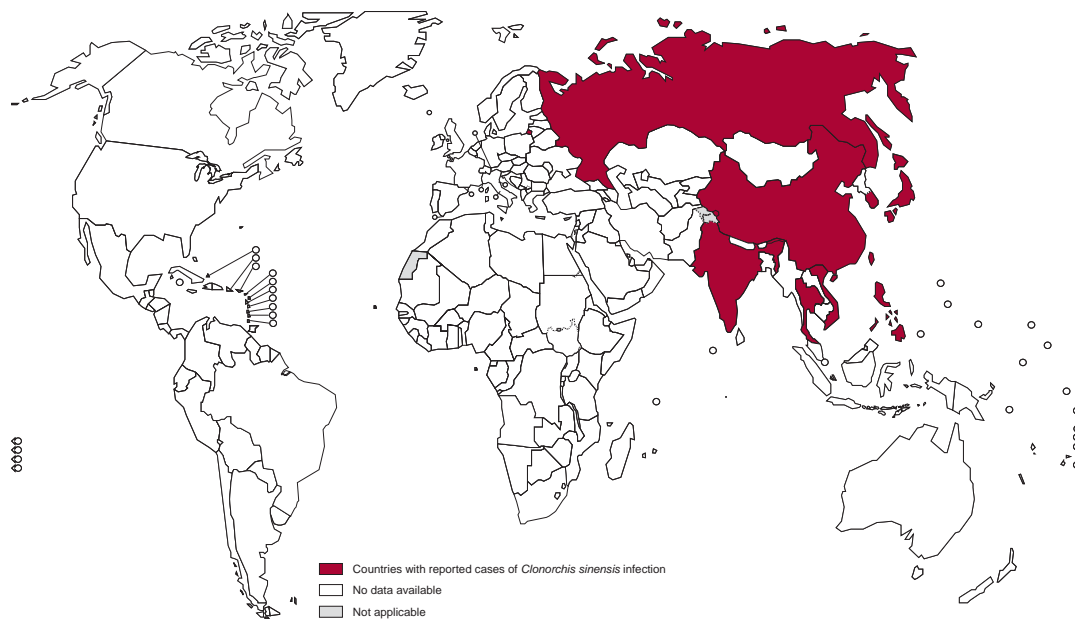 Countries with reported cases of Clonorchis sinensis infection
No data available
Not applicable